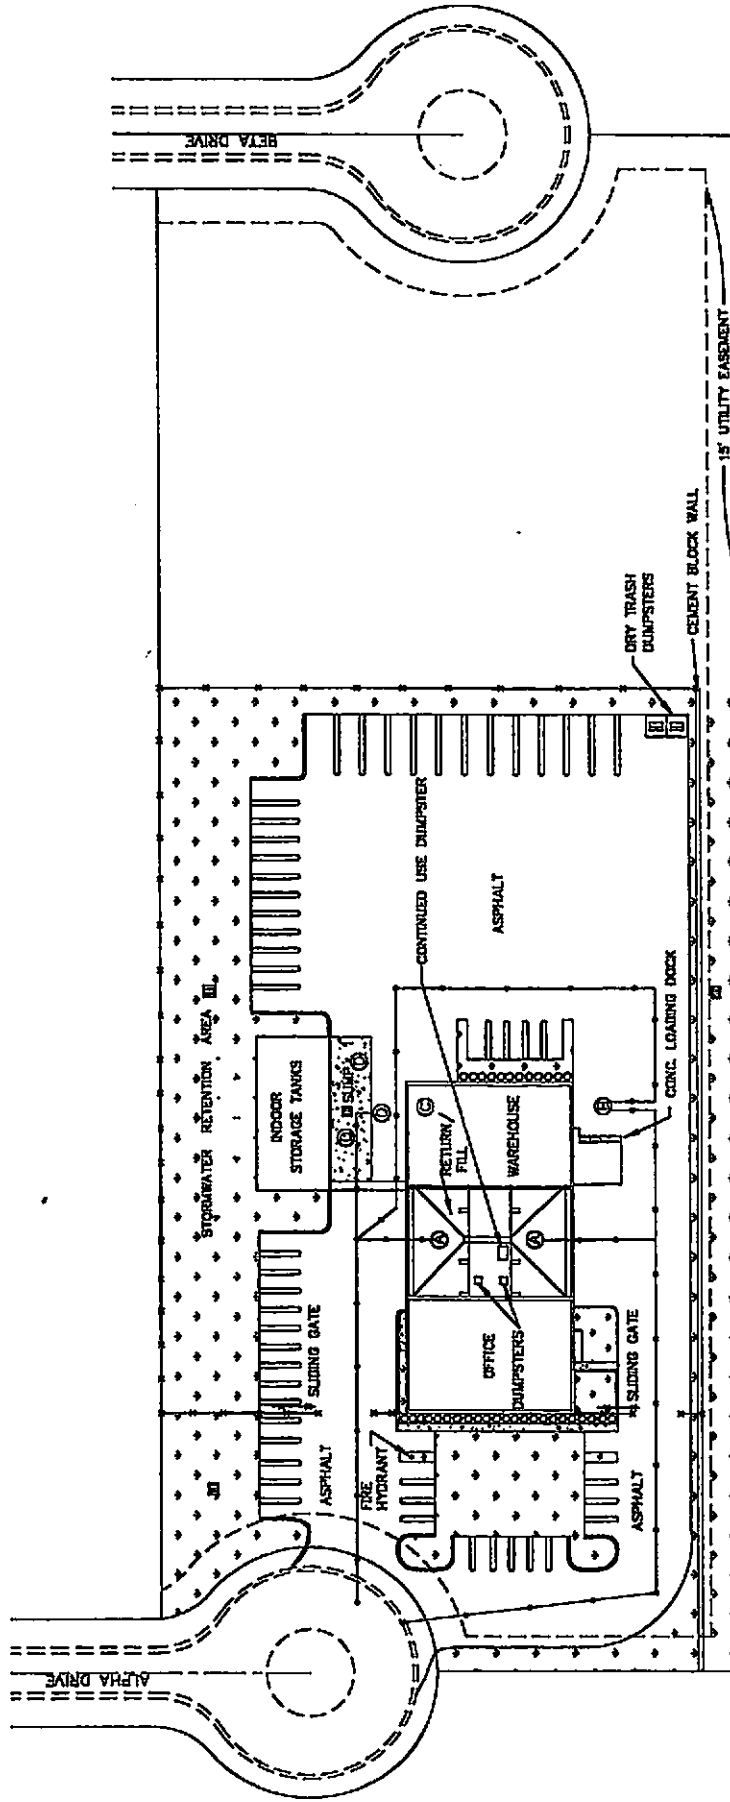 BETA DRIVE
15' UTILITY EASEMENT
CEMENT BLOCK WALL
DRY TRASH
DUMPSTERS
CONTINUED USE DUMPSTER
ASPHALT
CONC. LOADING DOCK
STORMWATER RETENTION AREA
INDOOR
STORAGE TANKS
SUMP
D
D
D
C
B
RETURN/
FILL
WAREHOUSE
A
A
OFFICE
DUMPSTERS
SLIDING GATE
SLIDING GATE
ASPHALT
FIRE
HYDRANT
ASPHALT
ALPHA DRIVE